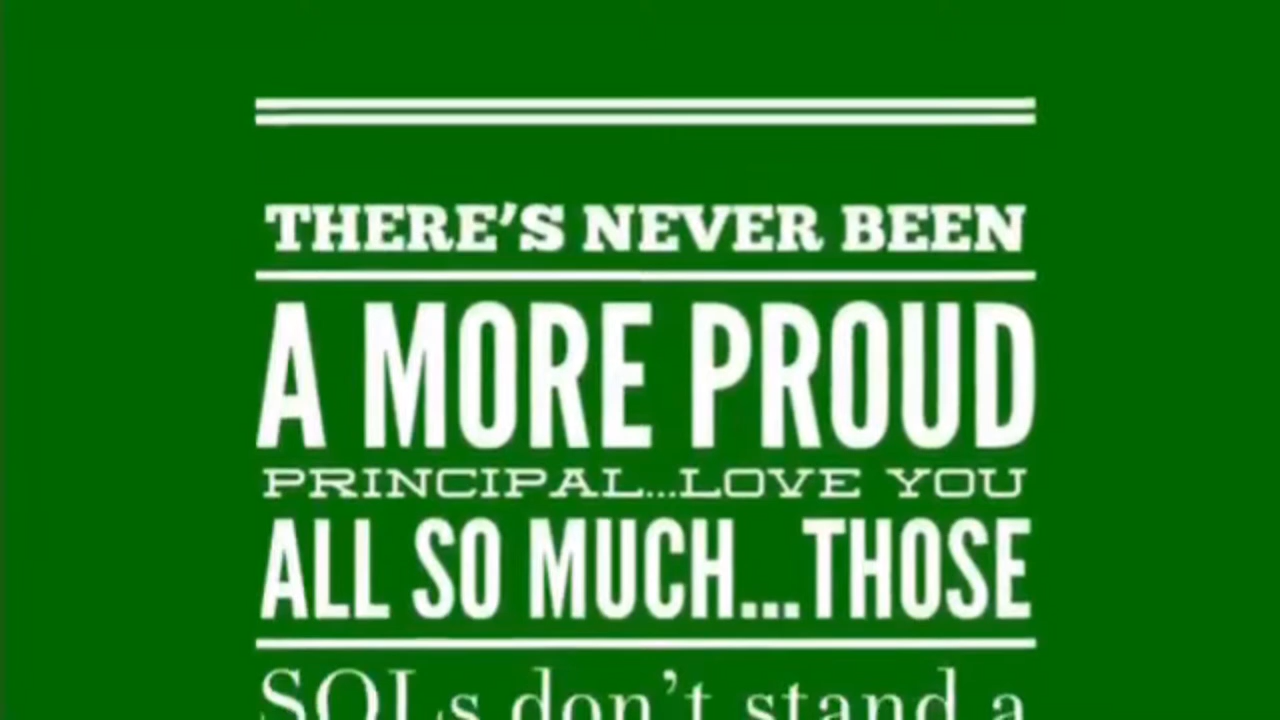 THERE'S NEVER BEEN
A MORE PROUD
PRINCIPAL...LOVE YOU
ALL SO MUCH...THOSE
SOLs don't stand a